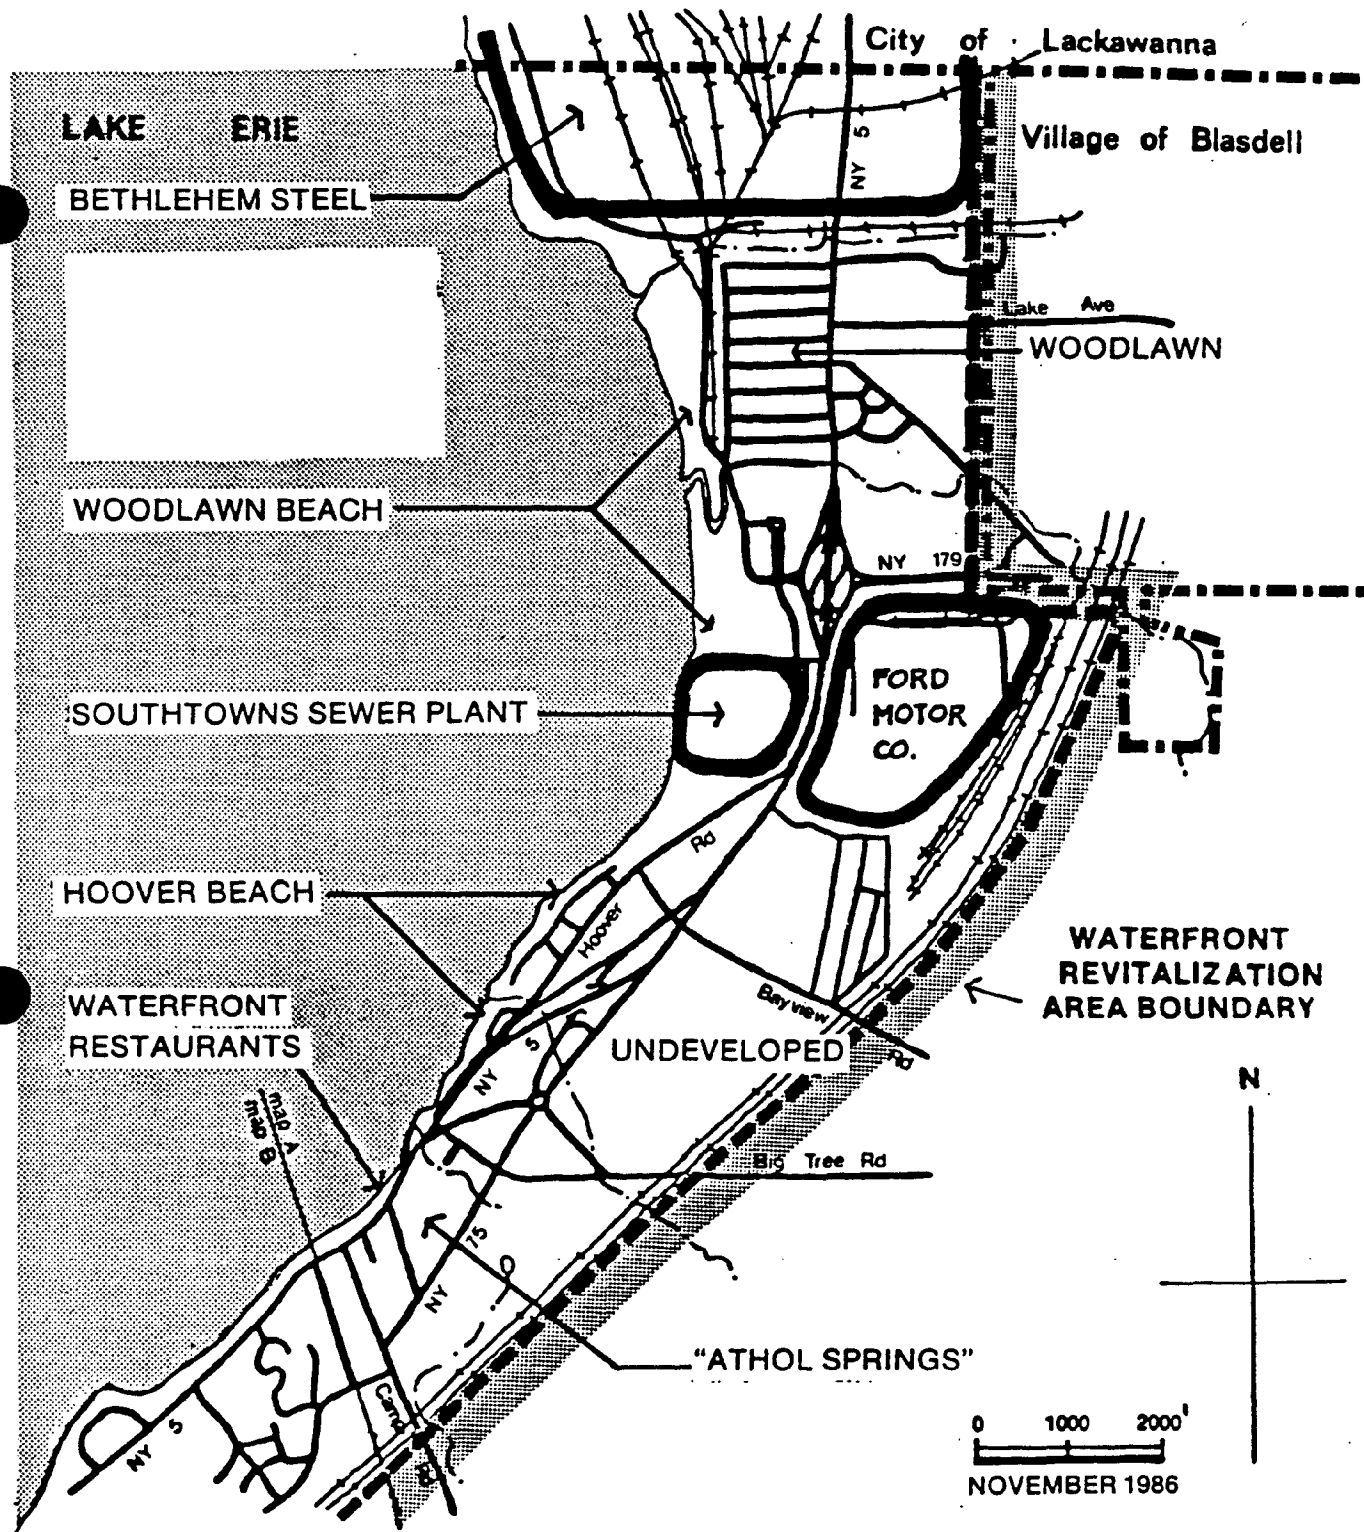 City of Lackawanna
LAKE ERIE
Village of Blasdell
NY 5
BETHLEHEM STEEL
Lake Ave
WOODLAWN
WOODLAWN BEACH
NY 179
FORD
MOTOR
CO.
SOUTHTOWNS SEWER PLANT
Rd
Hoover
HOOVER BEACH
WATERFRONT
REVITALIZATION
AREA BOUNDARY
WATERFRONT
RESTAURANTS
Bayview
Rd
UNDEVELOPED
NY 5
N
map A
map B
Big Tree Rd
NY 75
"ATHOL SPRINGS"
Camp
Rd
NY 5
0 1000 2000'
NOVEMBER 1986